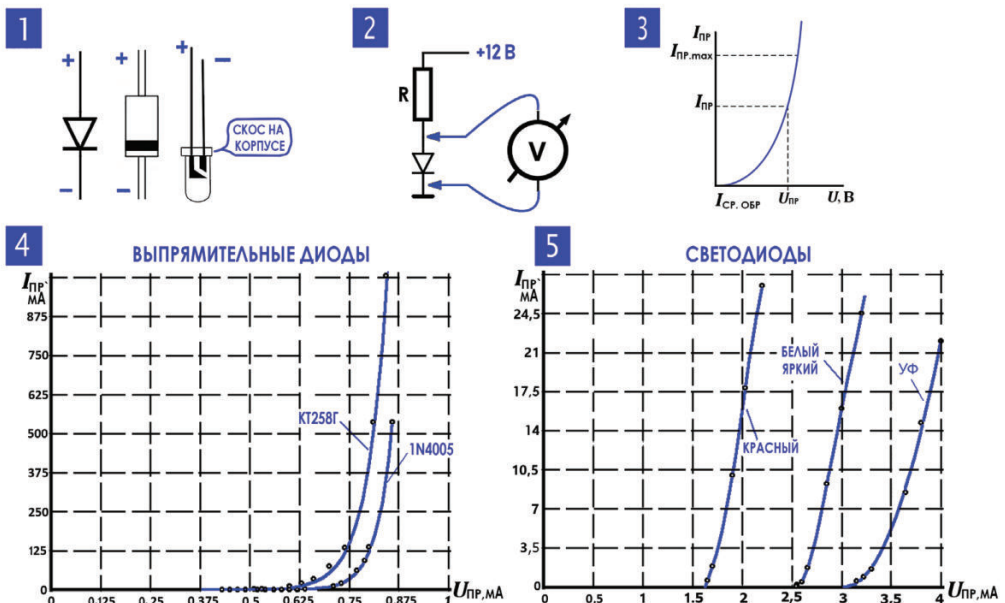 1
+ + + −
СКОС НА
КОРПУСЕ
− −
2
+12 В
R
V
3
IПР
IПР.max
IПР
IСР. ОБР UПР U, В
4
ВЫПРЯМИТЕЛЬНЫЕ ДИОДЫ
IПР,
мА
875
750
625
500
375
250
125
0
КТ258Г
1N4005
0 0.125 0.25 0.375 0.5 0.625 0.75 0.875 1 UПР,мА
5
СВЕТОДИОДЫ
IПР,
мА
24,5
21
17,5
14
10,5
7
3,5
0
БЕЛЫЙ
ЯРКИЙ
УФ
КРАСНЫЙ
0 0.5 1 1.5 2 2.5 3 3.5 4 UПР,мА